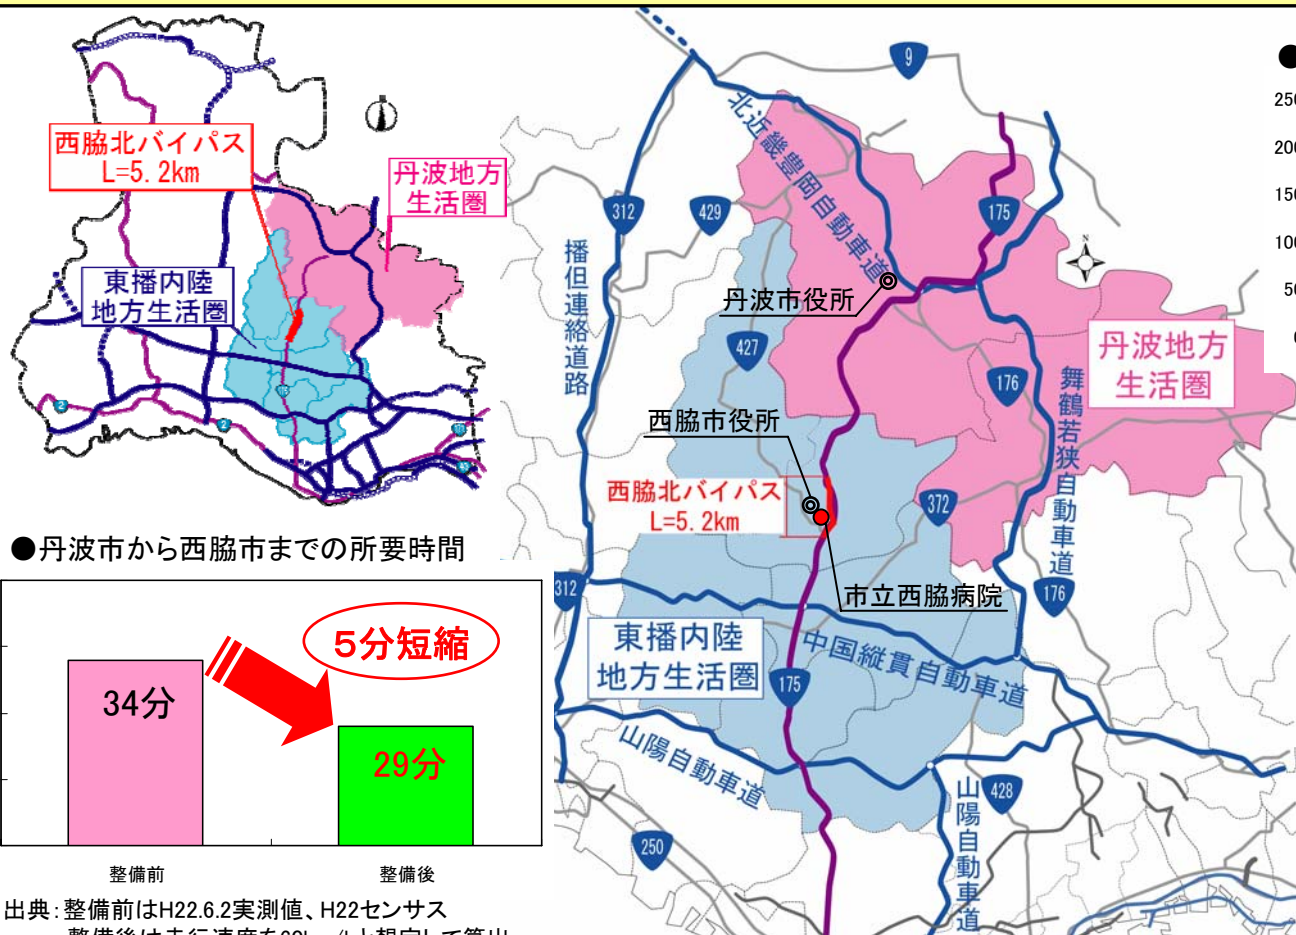 西脇北バイパス
L=5.2km
丹波地方
生活圏
東播内陸
地方生活圏
2
2
175
●丹波市から西脇市までの所要時間
5分短縮
34分
29分
整備前
整備後
出典：整備前はH22.6.2実測値、H22センサス
9
北近畿豊岡自動車道
312
429
175
播但連絡道路
N
丹波市役所
427
丹波地方
生活圏
176
舞鶴若狭自動車道
西脇市役所
西脇北バイパス
L=5.2km
372
312
市立西脇病院
176
東播内陸
地方生活圏
中国縦貫自動車道
175
山陽自動車道
428
山陽自動車道
250
●
250
200
150
100
50
0